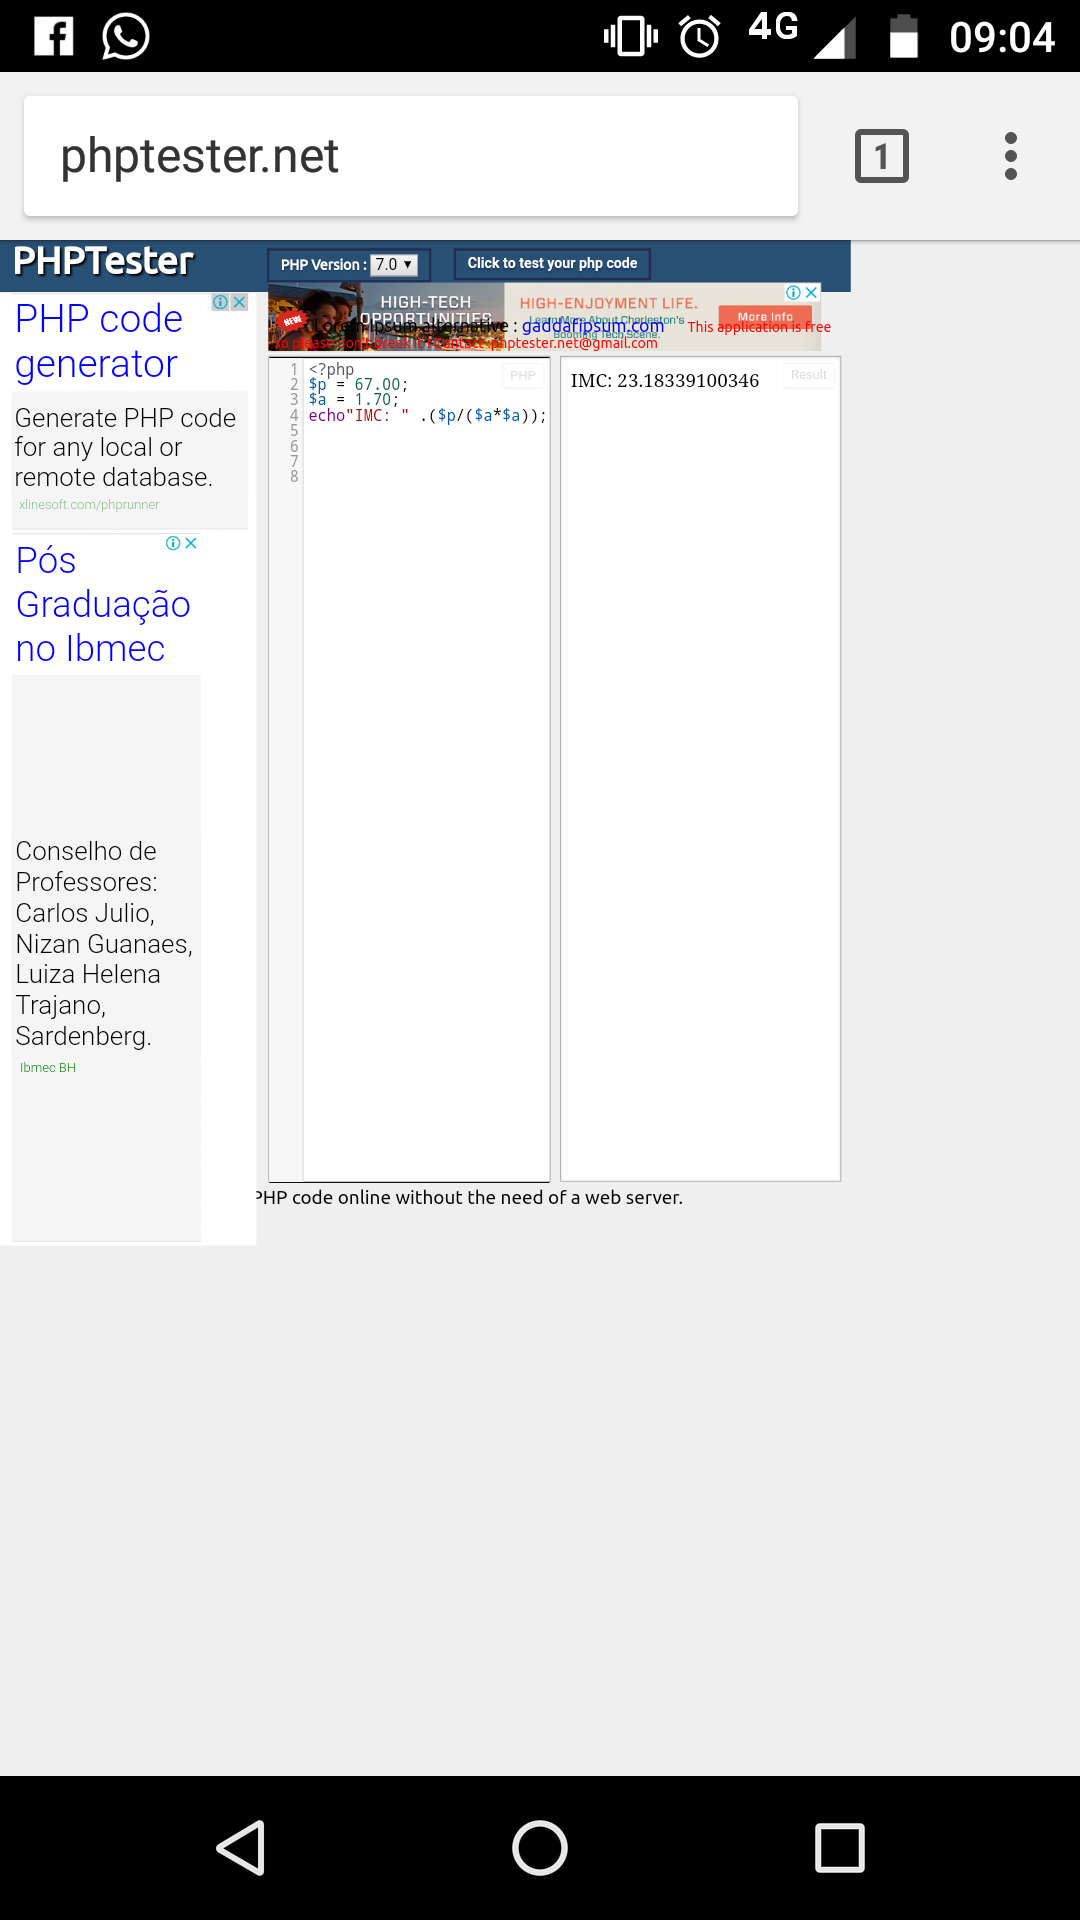 4G 09:04
phptester.net
1
PHPTester
PHP Version : 7.0 ▼
Click to test your php code
PHP code
generator
Generate PHP code
for any local or
remote database.
xlinesoft.com/phprunner
Pós
Graduação
no Ibmec
Conselho de
Professores:
Carlos Julio,
Nizan Guanaes,
Luiza Helena
Trajano,
Sardenberg.
Ibmec BH
HIGH-TECH
OPPORTUNITIES
HIGH-ENJOYMENT LIFE.
Learn More About Charleston's
Booming Tech Scene.
More Info
NEW!
Lorem Ipsum alternative : gaddafipsum.com This application is free
so please don't break it ! Contact phptester.net@gmail.com
PHP
1 <?php
2 $p = 67.00;
3 $a = 1.70;
4 echo"IMC: " .($p/($a*$a));
5
6
7
8
Result
IMC: 23.18339100346
PHP code online without the need of a web server.